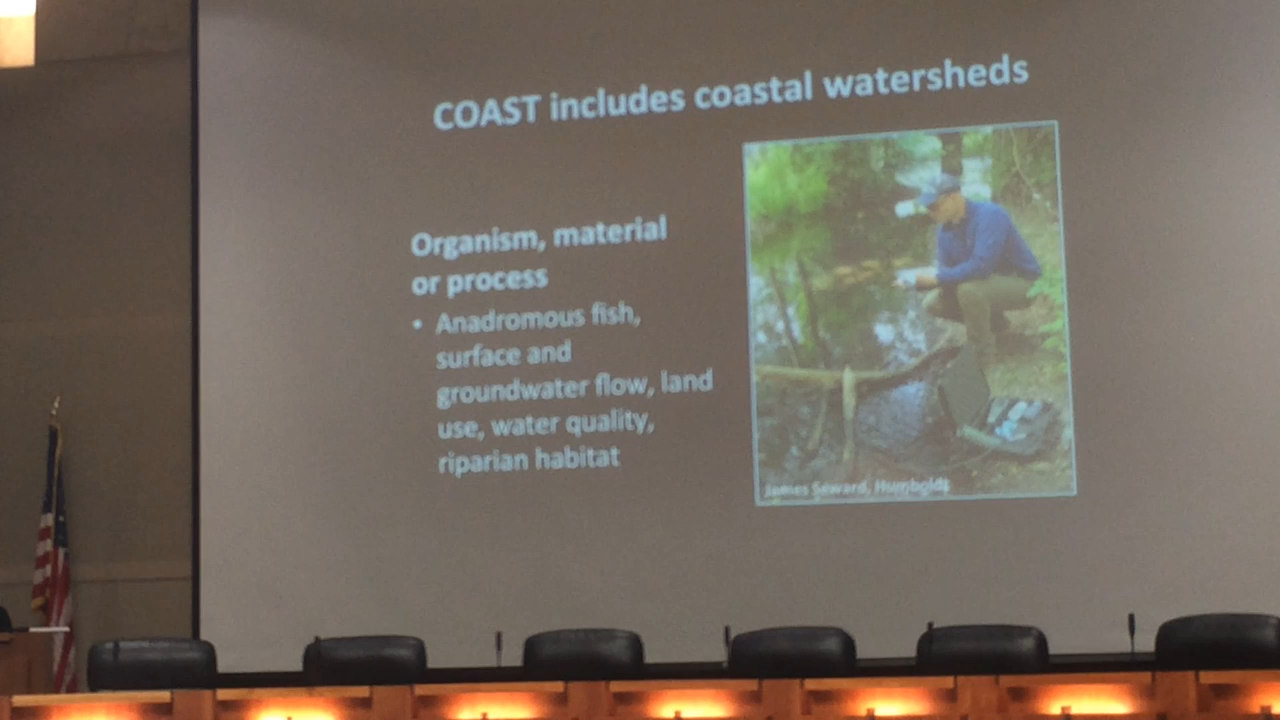 COAST includes coastal watersheds
Organism, material
or process
• Anadromous fish,
surface and
groundwater flow, land
use, water quality,
riparian habitat
James Seward, Humboldt